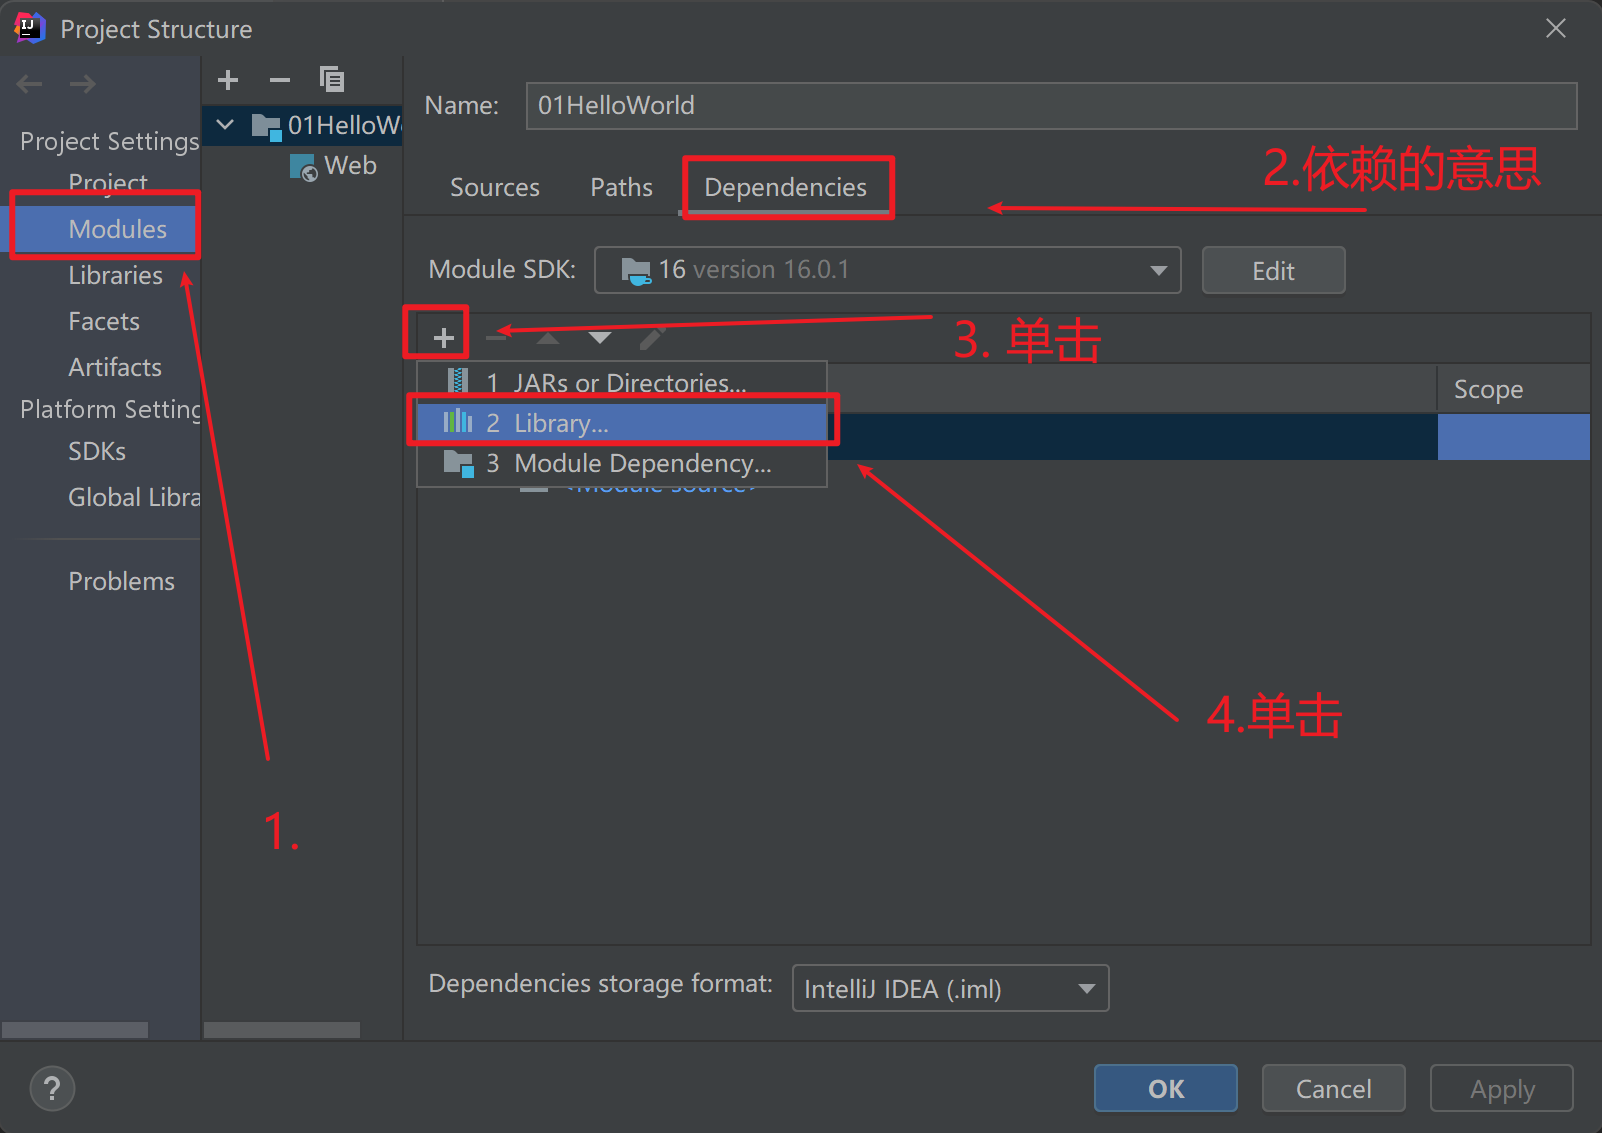 Project Structure
Name: 01HelloWorld
01HelloW
Project Settings
Web
Project
Sources Paths Dependencies
2.依赖的意思
Modules
Module SDK: 16 version 16.0.1 Edit
Libraries
Facets
3. 单击
Artifacts
1 JARs or Directories...
Scope
Platform Setting
2 Library...
SDKs
3 Module Dependency...
<Module source>
Global Libra
Problems
4.单击
1.
Dependencies storage format: IntelliJ IDEA (.iml)
? OK Cancel Apply